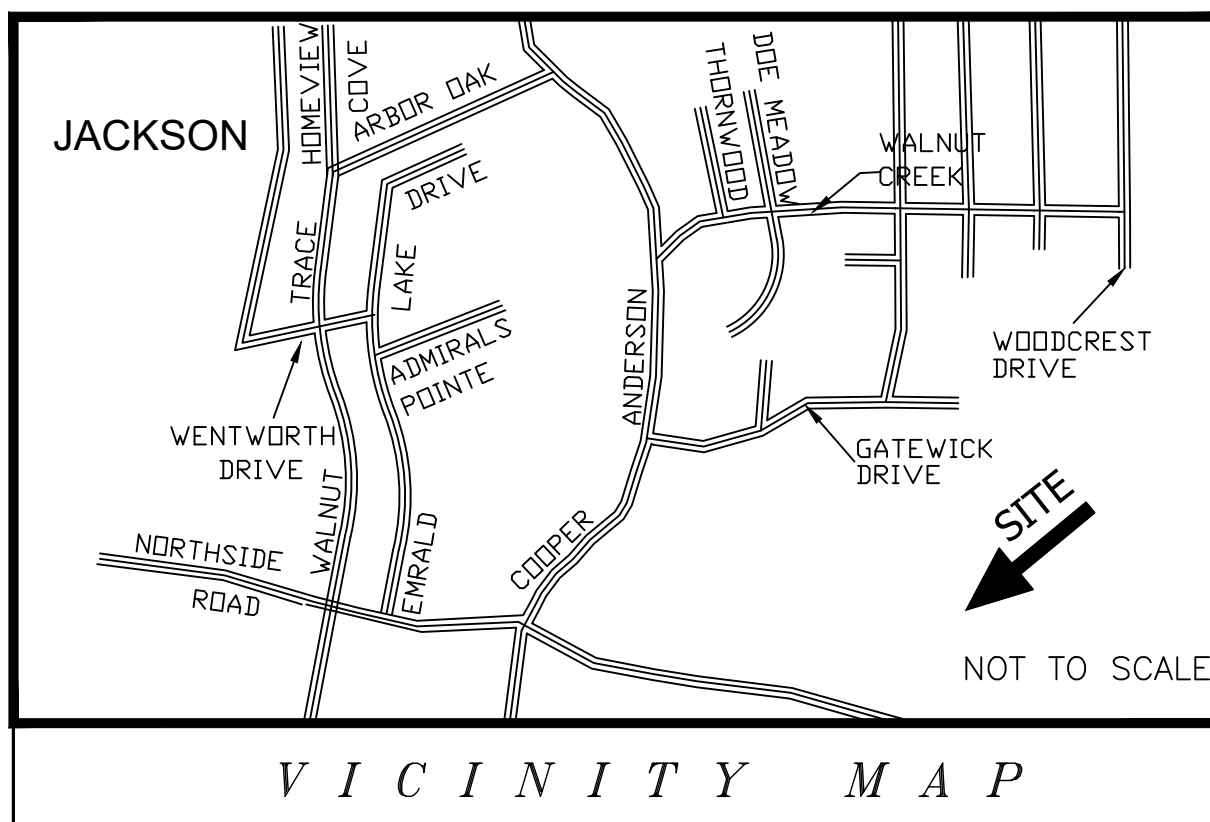 JACKSON
HOMEVIEW
COVE
ARBOR OAK
THORNWOOD
DOE MEADOW
WALNUT
CREEK
DRIVE
TRACE
LAKE
ADMIRALS
POINTE
ANDERSON
WOODCREST
DRIVE
WENTWORTH
DRIVE
GATEWICK
DRIVE
WALNUT
SITE
NORTHSIDE
ROAD
EMRALD
COOPER
NOT TO SCALE
VICINITY MAP